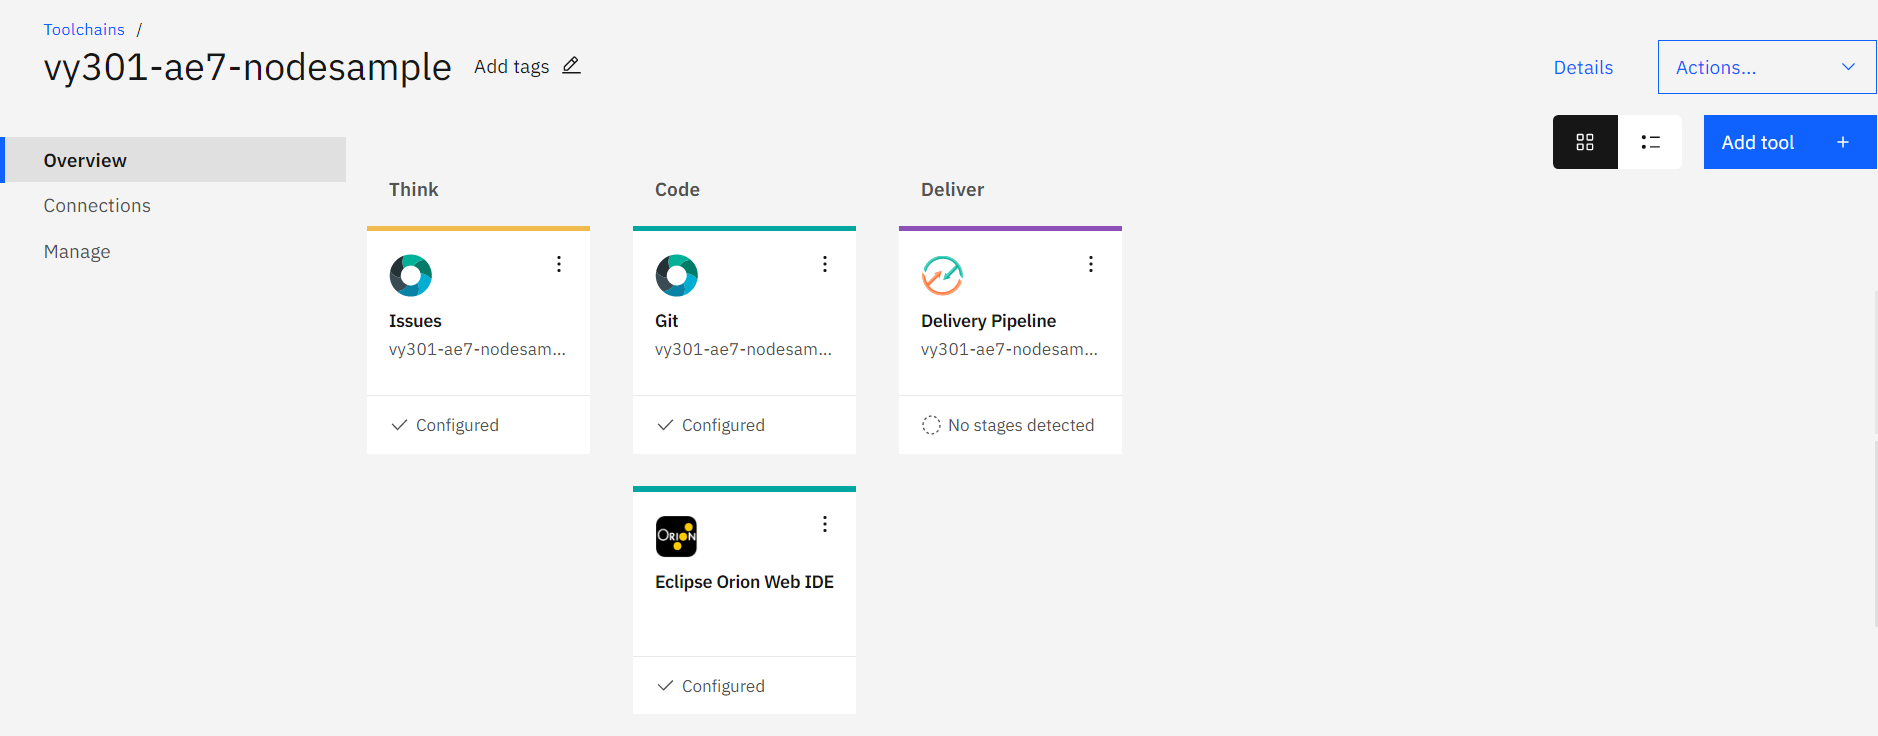 Toolchains /
vy301-ae7-nodesample
Add tags
Details
Actions...
Add tool +
Overview
Connections
Manage
Think
Issues
vy301-ae7-nodesam...
Configured
Code
Git
vy301-ae7-nodesam...
Configured
ORION
Eclipse Orion Web IDE
Configured
Deliver
Delivery Pipeline
vy301-ae7-nodesam...
No stages detected